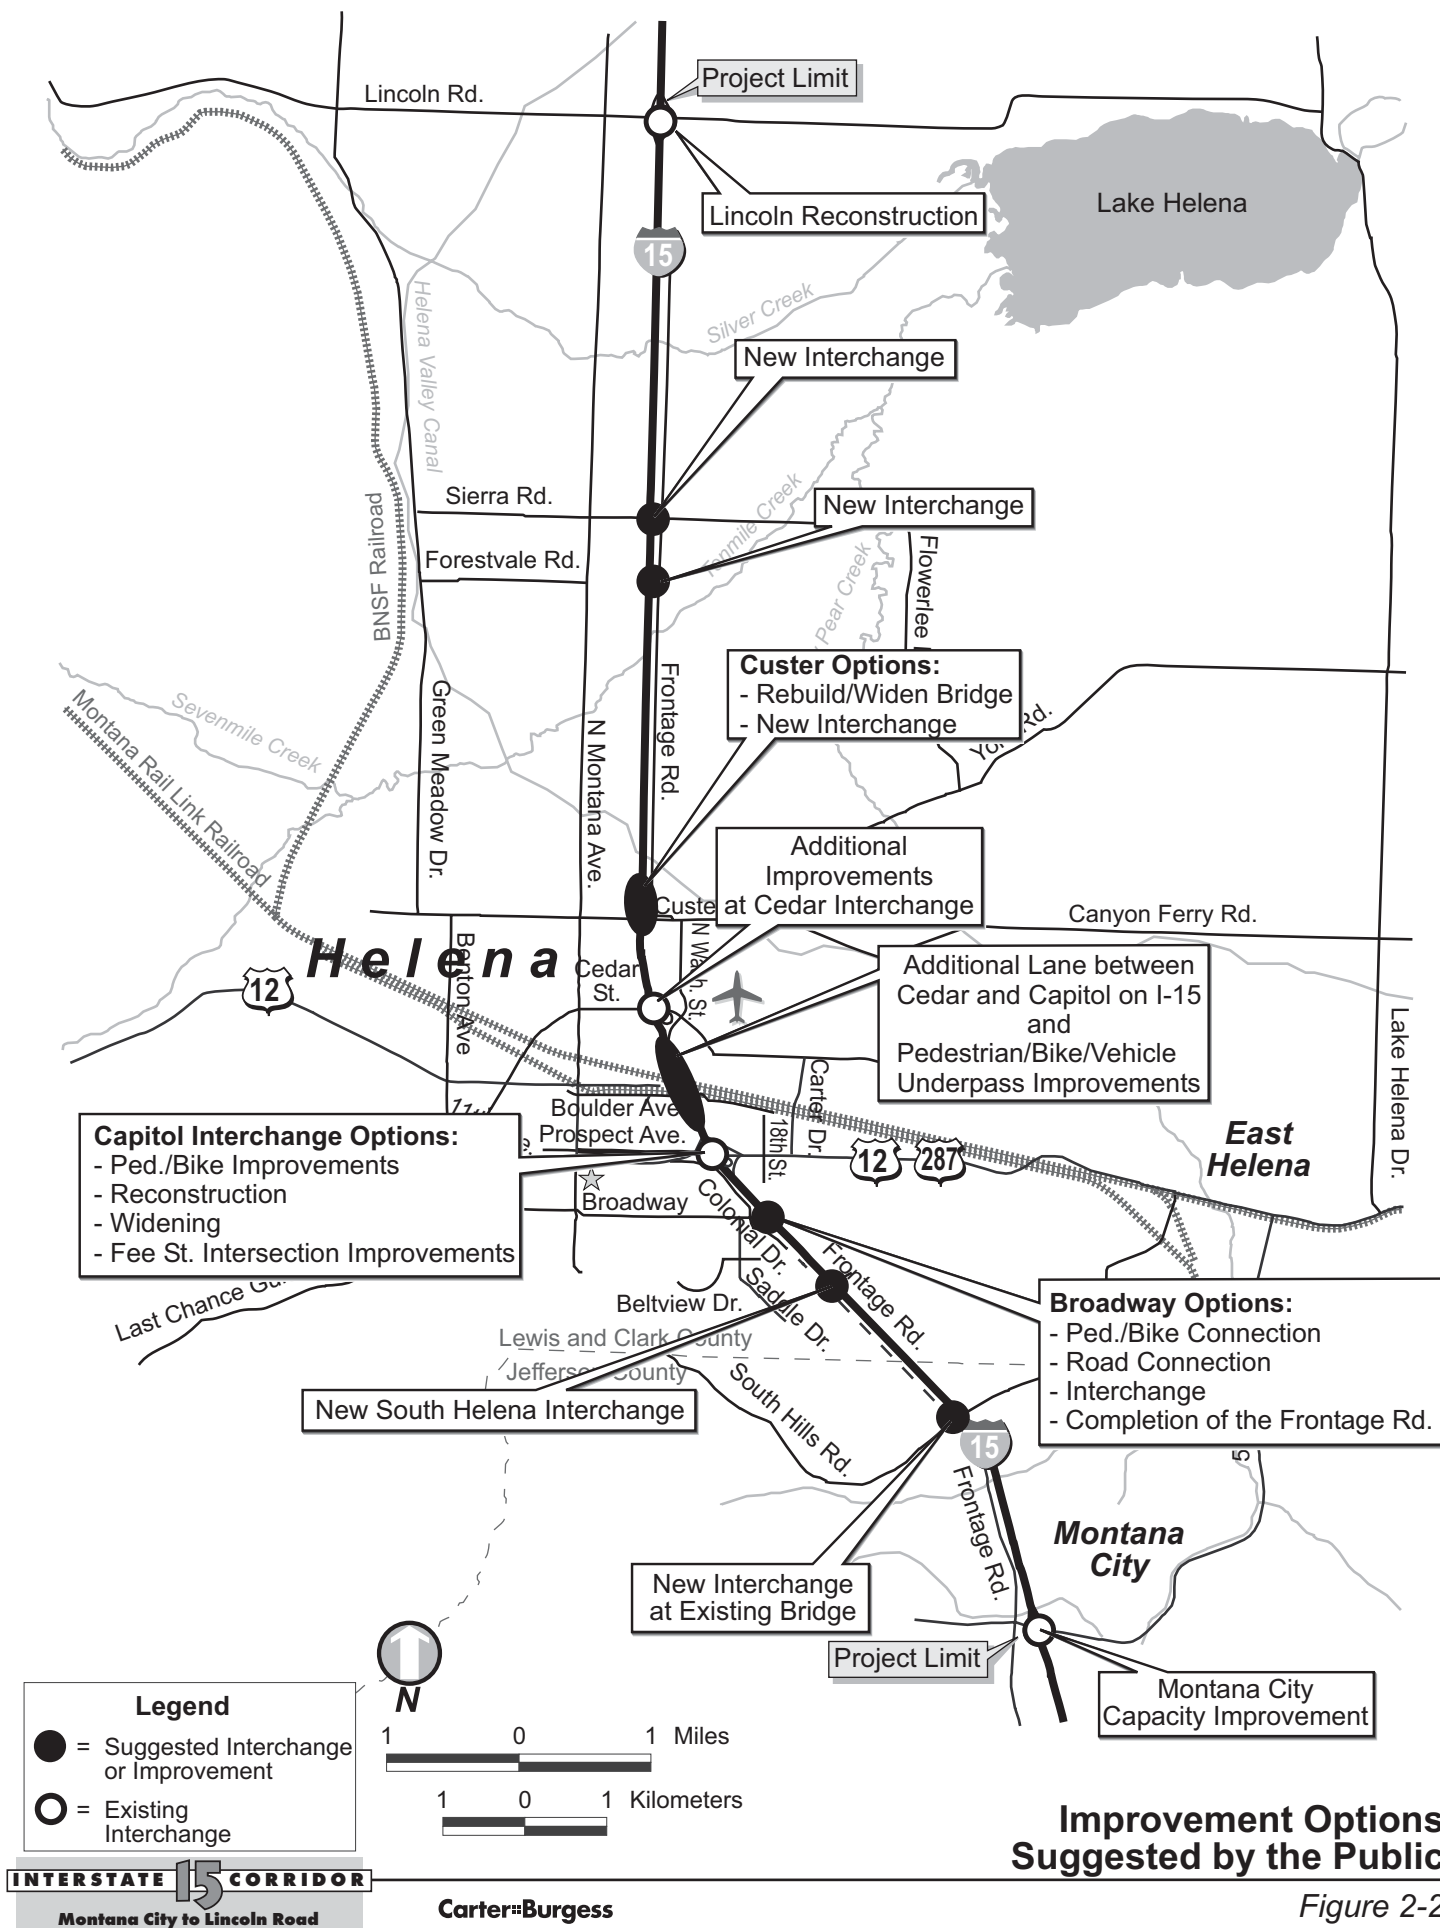 Project Limit
Lincoln Rd.
Lincoln Reconstruction
Lake Helena
15
Helena Valley Canal
Silver Creek
New Interchange
Sierra Rd.
New Interchange
Tenmile Creek
BNSF Railroad
Forestvale Rd.
Pear Creek
Flowerlee
Custer Options:
- Rebuild/Widen Bridge
- New Interchange
Frontage Rd.
Green Meadow Dr.
N Montana Ave.
Sevenmile Creek
Montana Rail Link Railroad
Rd.
Additional
Improvements
at Cedar Interchange
Custe
Canyon Ferry Rd.
Helena
Benton Ave
Cedar
St.
N Wash. St.
12
Additional Lane between
Cedar and Capitol on I-15
and
Pedestrian/Bike/Vehicle
Underpass Improvements
Lake Helena Dr.
Carter Dr.
Boulder Ave
Prospect Ave.
18th St.
12
287
East
Helena
Capitol Interchange Options:
- Ped./Bike Improvements
- Reconstruction
- Widening
- Fee St. Intersection Improvements
Broadway
Colonial Dr.
Frontage Rd.
Saddle Dr.
Beltview Dr.
Last Chance Gu
Broadway Options:
- Ped./Bike Connection
- Road Connection
- Interchange
- Completion of the Frontage Rd.
Lewis and Clark County
Jefferson County
New South Helena Interchange
South Hills Rd.
15
5
Frontage Rd.
Montana
City
New Interchange
at Existing Bridge
Project Limit
Montana City
Capacity Improvement
N
Legend
= Suggested Interchange
or Improvement
= Existing
Interchange
1 0 1 Miles
1 0 1 Kilometers
Improvement Options
Suggested by the Public
INTERSTATE 15 CORRIDOR
Montana City to Lincoln Road
Carter::Burgess
Figure 2-2